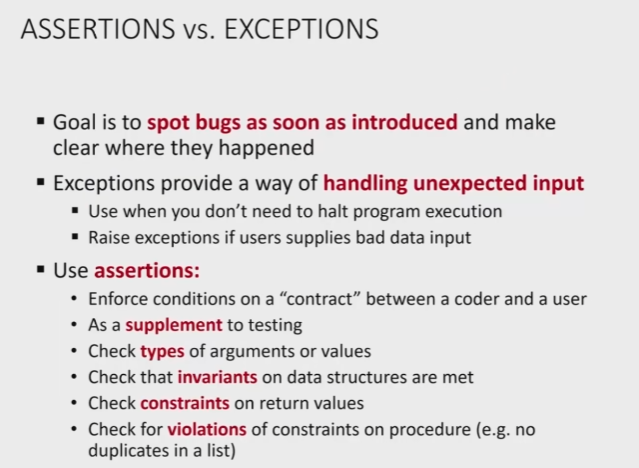 ASSERTIONS vs. EXCEPTIONS
▪ Goal is to spot bugs as soon as introduced and make
clear where they happened
▪ Exceptions provide a way of handling unexpected input
▪ Use when you don’t need to halt program execution
▪ Raise exceptions if users supplies bad data input
▪ Use assertions:
• Enforce conditions on a “contract” between a coder and a user
• As a supplement to testing
• Check types of arguments or values
• Check that invariants on data structures are met
• Check constraints on return values
• Check for violations of constraints on procedure (e.g. no
duplicates in a list)